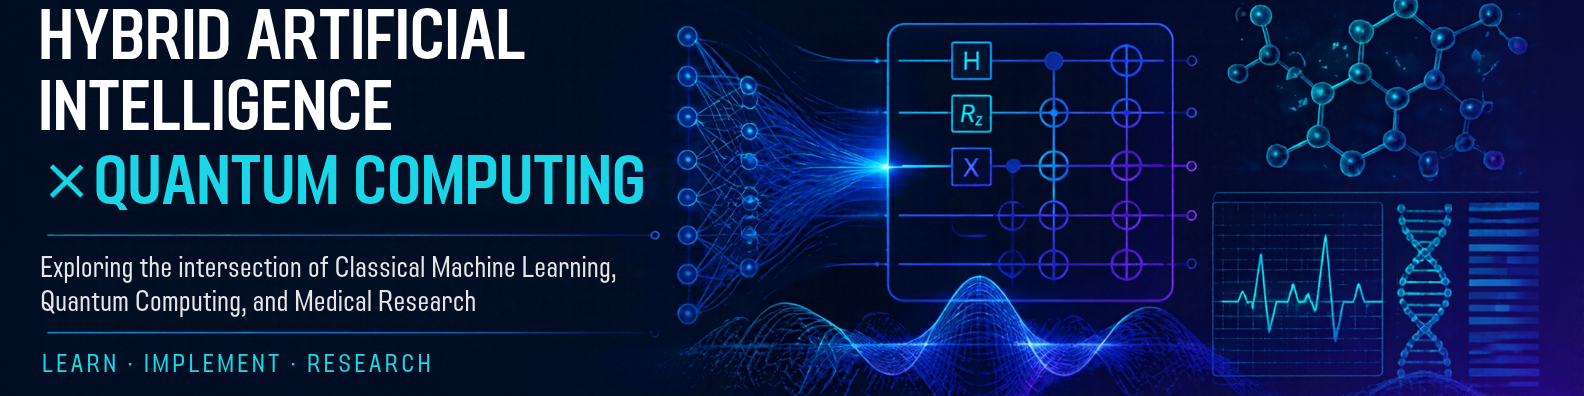 HYBRID ARTIFICIAL
INTELLIGENCE
× QUANTUM COMPUTING
Exploring the intersection of Classical Machine Learning,
Quantum Computing, and Medical Research
LEARN · IMPLEMENT · RESEARCH
H
Rz
X